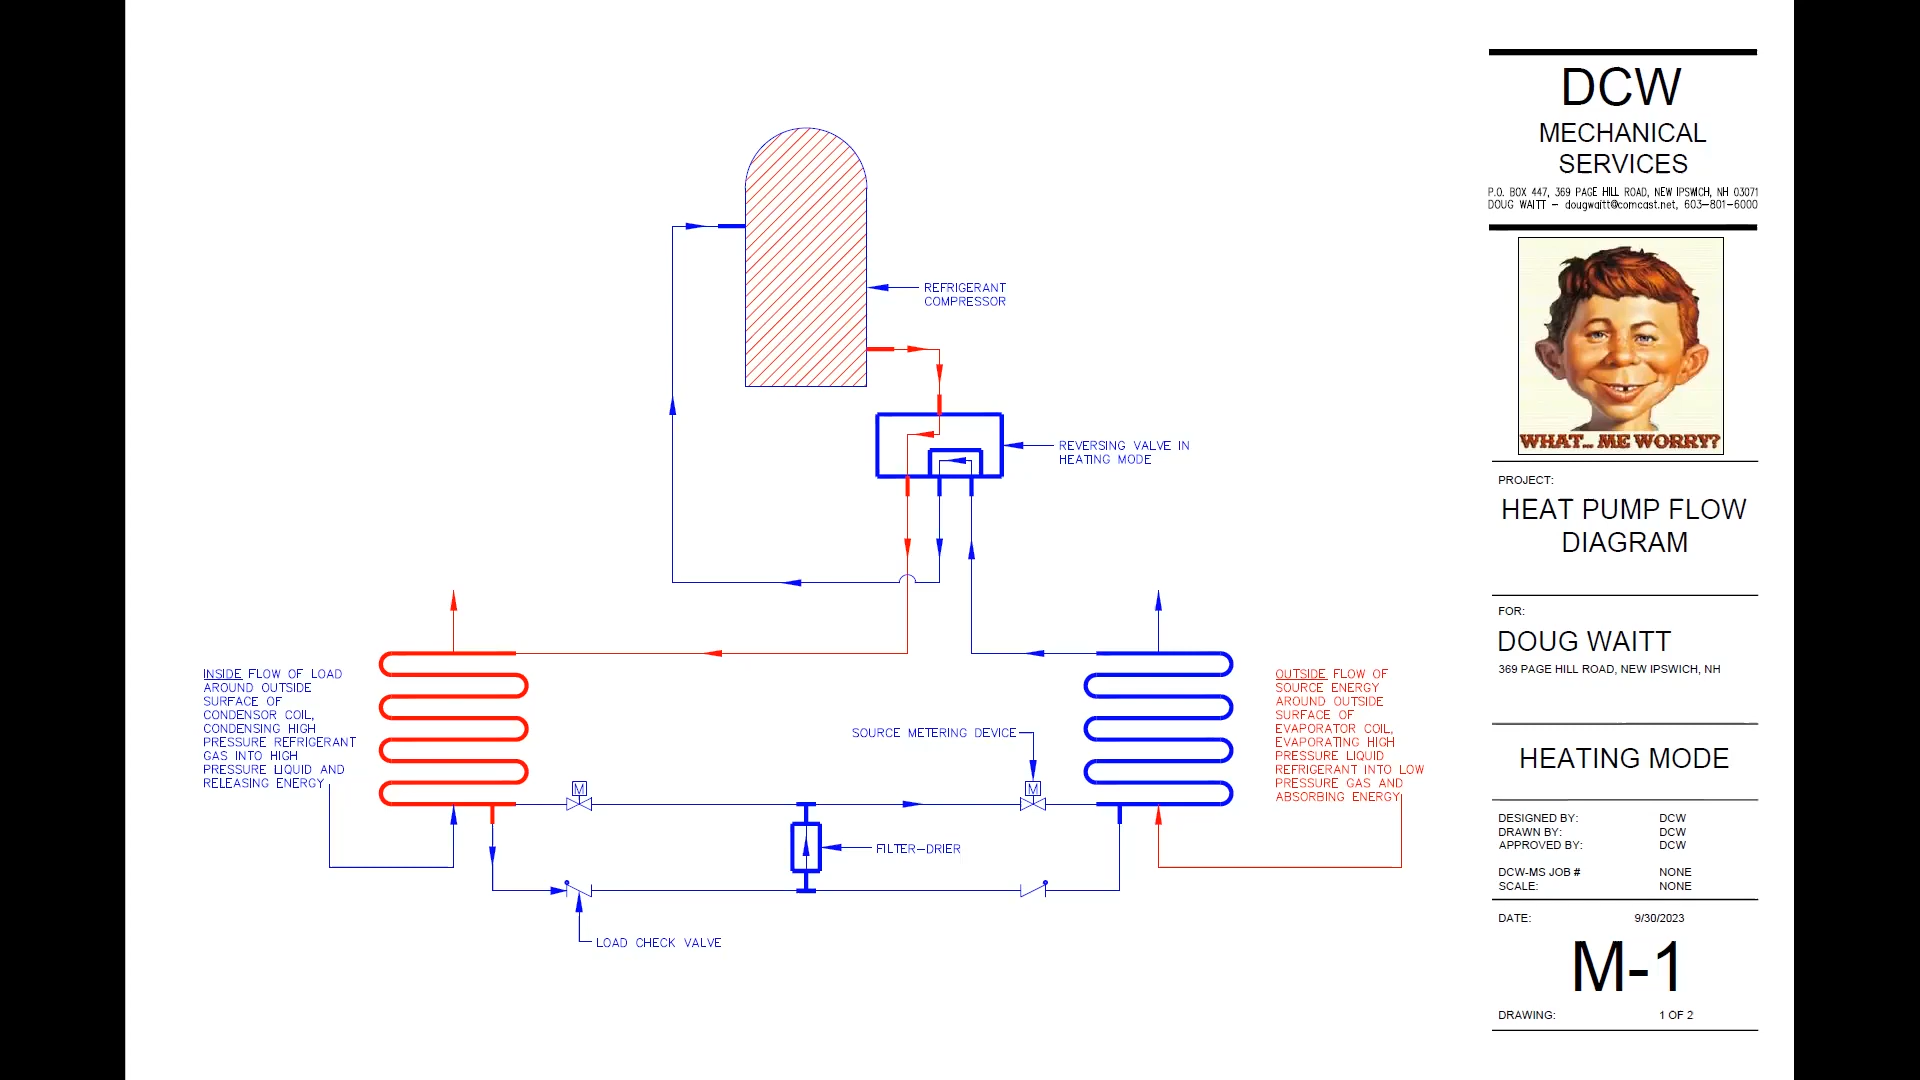 DCW
MECHANICAL
SERVICES
P.O. BOX 447, 369 PAGE HILL ROAD, NEW IPSWICH, NH 03071
DOUG WAITT - dougwaitt@comcast.net, 603-801-6000
WHAT... ME WORRY?
PROJECT:
HEAT PUMP FLOW
DIAGRAM
FOR:
DOUG WAITT
369 PAGE HILL ROAD, NEW IPSWICH, NH
HEATING MODE
DESIGNED BY: DCW
DRAWN BY: DCW
APPROVED BY: DCW
DCW-MS JOB # NONE
SCALE: NONE
DATE: 9/30/2023
M-1
DRAWING: 1 OF 2
REFRIGERANT
COMPRESSOR
REVERSING VALVE IN
HEATING MODE
INSIDE FLOW OF LOAD
AROUND OUTSIDE
SURFACE OF
CONDENSOR COIL,
CONDENSING HIGH
PRESSURE REFRIGERANT
GAS INTO HIGH
PRESSURE LIQUID AND
RELEASING ENERGY
SOURCE METERING DEVICE
M
M
OUTSIDE FLOW OF
SOURCE ENERGY
AROUND OUTSIDE
SURFACE OF
EVAPORATOR COIL,
EVAPORATING HIGH
PRESSURE LIQUID
REFRIGERANT INTO LOW
PRESSURE GAS AND
ABSORBING ENERGY
FILTER-DRIER
LOAD CHECK VALVE